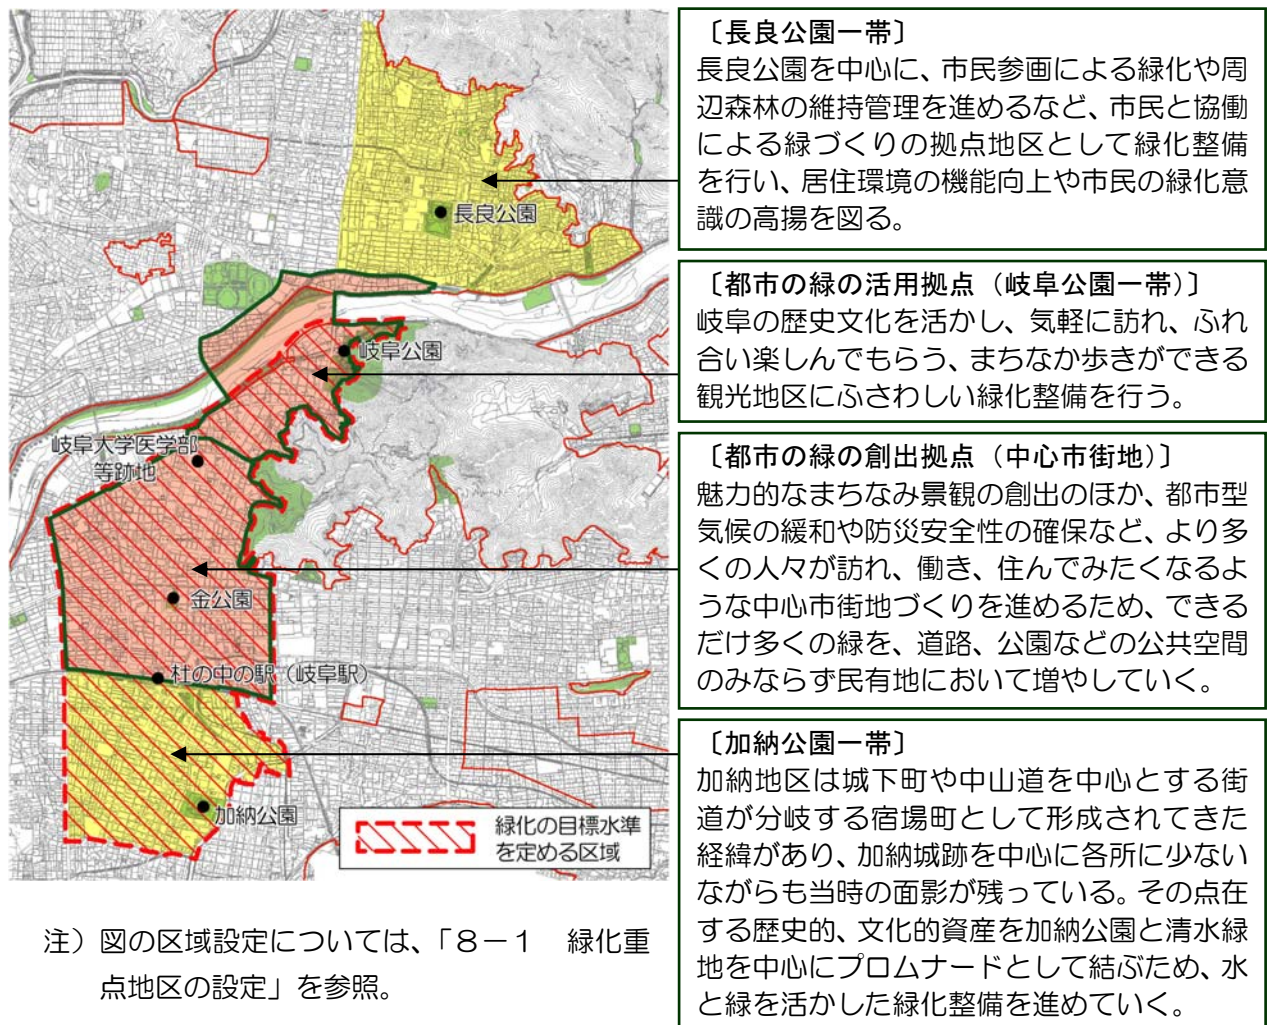 〔長良公園一帯〕
長良公園を中心に、市民参画による緑化や周
辺森林の維持管理を進めるなど、市民と協働
による緑づくりの拠点地区として緑化整備
を行い、居住環境の機能向上や市民の緑化意
識の高揚を図る。
〔都市の緑の活用拠点（岐阜公園一帯）〕
岐阜の歴史文化を活かし、気軽に訪れ、ふれ
合い楽しんでもらう、まちなか歩きができる
観光地区にふさわしい緑化整備を行う。
〔都市の緑の創出拠点（中心市街地）〕
魅力的なまちなみ景観の創出のほか、都市型
気候の緩和や防災安全性の確保など、より多
くの人々が訪れ、働き、住んでみたくなるよ
うな中心市街地づくりを進めるため、できる
だけ多くの緑を、道路、公園などの公共空間
のみならず民有地において増やしていく。
〔加納公園一帯〕
加納地区は城下町や中山道を中心とする街
道が分岐する宿場町として形成されてきた
経緯があり、加納城跡を中心に各所に少ない
ながらも当時の面影が残っている。その点在
する歴史的、文化的資産を加納公園と清水緑
地を中心にプロムナードとして結ぶため、水
と緑を活かした緑化整備を進めていく。
長良公園
岐阜公園
岐阜大学医学部
等跡地
金公園
杜の中の駅（岐阜駅）
加納公園
緑化の目標水準
を定める区域
注）図の区域設定については、「８－１　緑化重
点地区の設定」を参照。